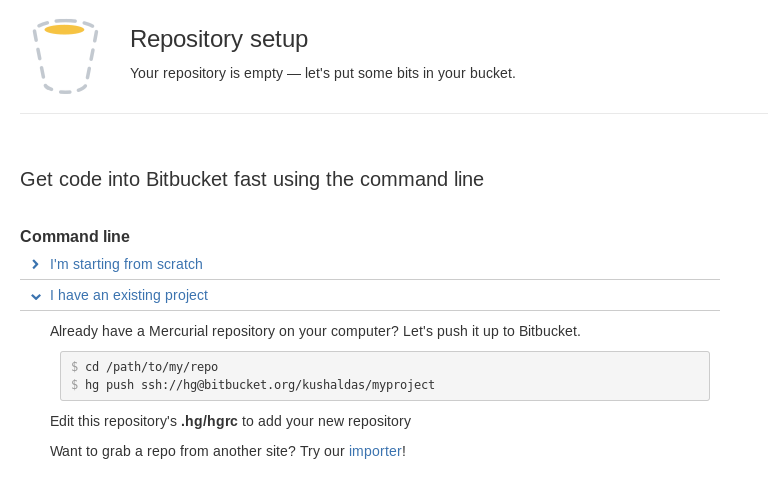 Repository setup
Your repository is empty — let's put some bits in your bucket.
Get code into Bitbucket fast using the command line
Command line
I'm starting from scratch
I have an existing project
Already have a Mercurial repository on your computer? Let's push it up to Bitbucket.
$ cd /path/to/my/repo
$ hg push ssh://hg@bitbucket.org/kushaldas/myproject
Edit this repository's .hg/hgrc to add your new repository
Want to grab a repo from another site? Try our importer!